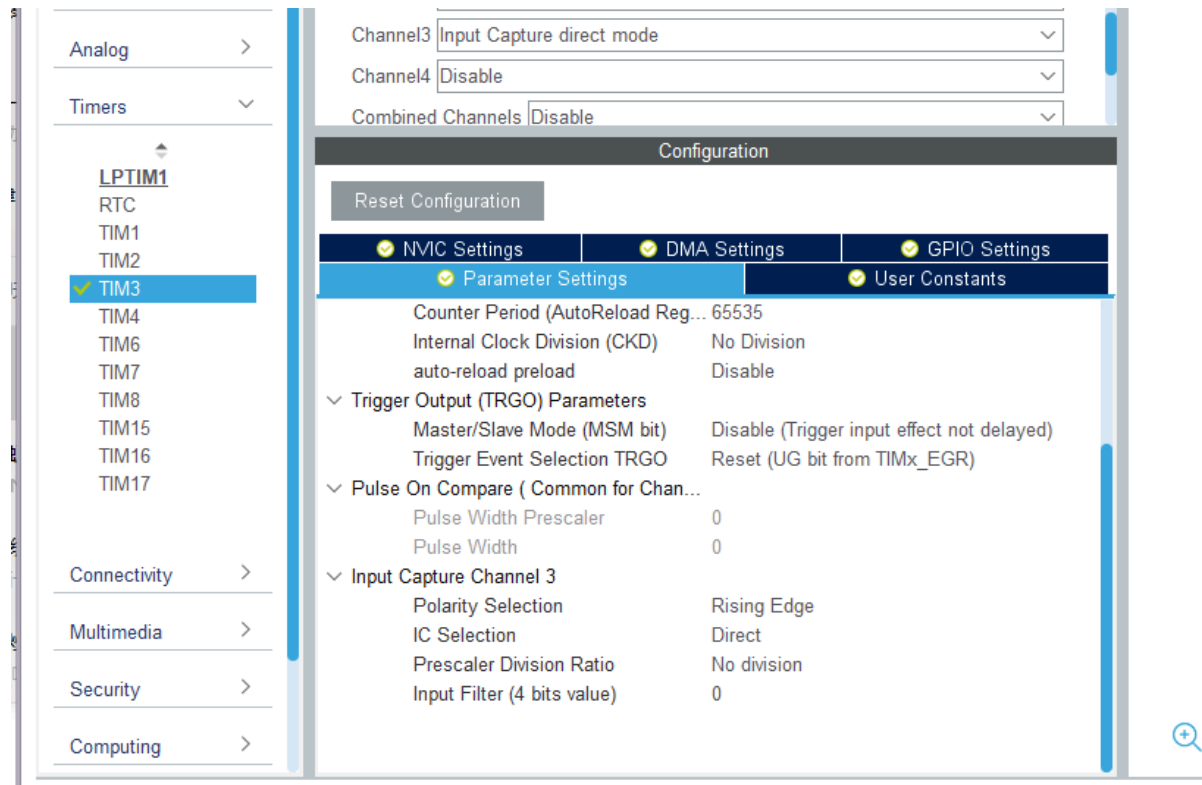 Analog
Timers
LPTIM1
RTC
TIM1
TIM2
TIM3
TIM4
TIM6
TIM7
TIM8
TIM15
TIM16
TIM17
Connectivity
Multimedia
Security
Computing
Channel3 Input Capture direct mode
Channel4 Disable
Combined Channels Disable
Configuration
Reset Configuration
NVIC Settings DMA Settings GPIO Settings
Parameter Settings User Constants
Counter Period (AutoReload Reg... 65535
Internal Clock Division (CKD) No Division
auto-reload preload Disable
Trigger Output (TRGO) Parameters
Master/Slave Mode (MSM bit) Disable (Trigger input effect not delayed)
Trigger Event Selection TRGO Reset (UG bit from TIMx_EGR)
Pulse On Compare ( Common for Chan...
Pulse Width Prescaler 0
Pulse Width 0
Input Capture Channel 3
Polarity Selection Rising Edge
IC Selection Direct
Prescaler Division Ratio No division
Input Filter (4 bits value) 0